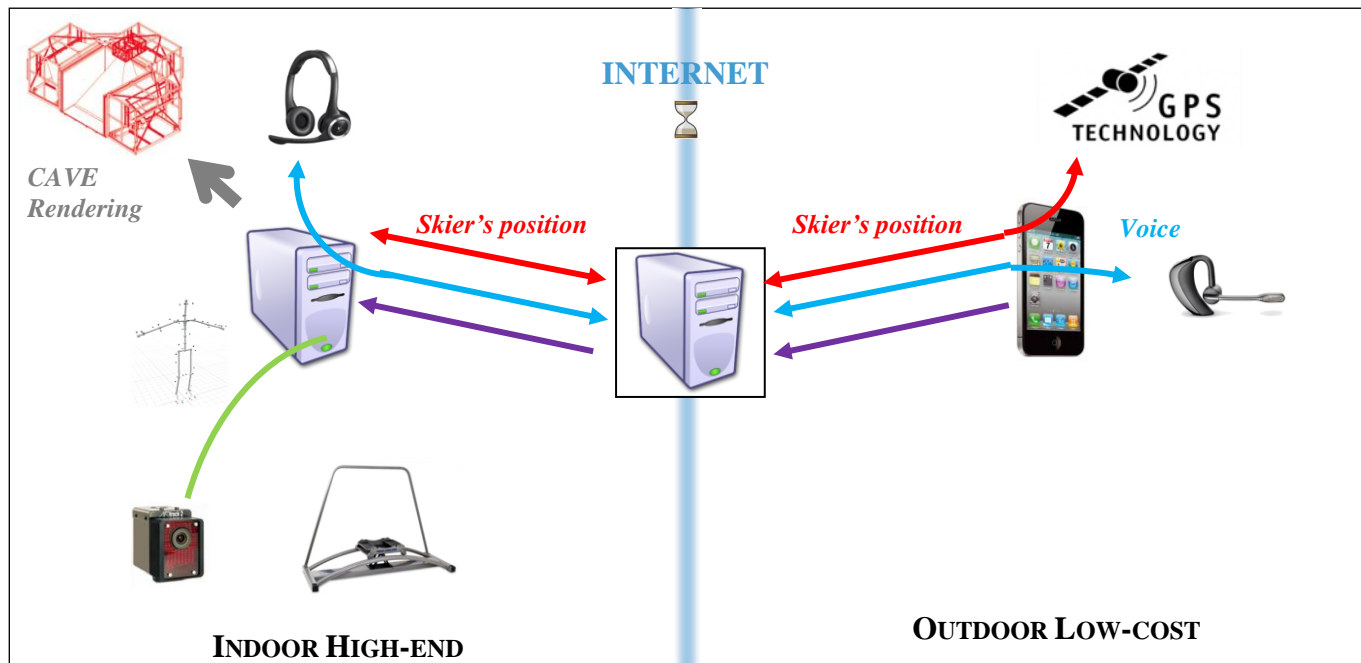 INTERNET
GPS
TECHNOLOGY
CAVE
Rendering
Skier's position
Skier's position
Voice
INDOOR HIGH-END
OUTDOOR LOW-COST